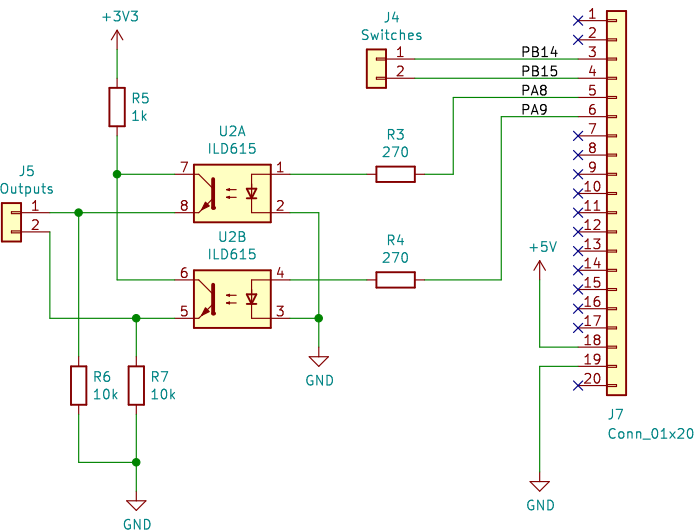 +3V3
R5
1k
J5
Outputs
1
2
U2A
ILD615
7
8
1
2
U2B
ILD615
6
5
4
3
R6
10k
R7
10k
GND
GND
R3
270
R4
270
J4
Switches
1
2
PB14
PB15
PA8
PA9
+5V
GND
1
2
3
4
5
6
7
8
9
10
11
12
13
14
15
16
17
18
19
20
J7
Conn_01x20